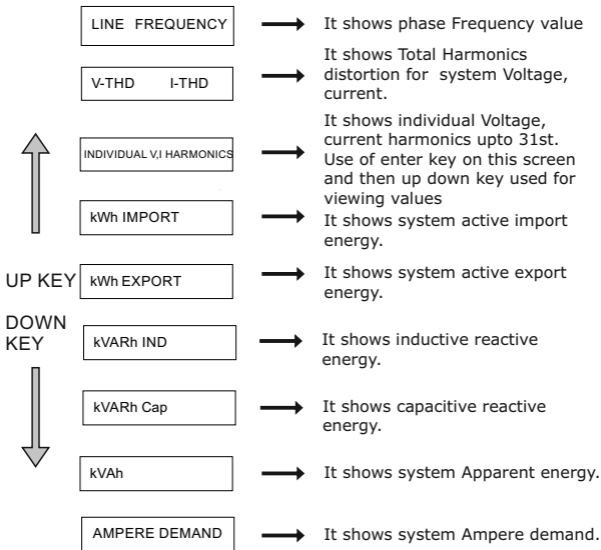 LINE FREQUENCY
It shows phase Frequency value
V-THD I-THD
It shows Total Harmonics
distortion for system Voltage,
current.
INDIVIDUAL V,I HARMONICS
It shows individual Voltage,
current harmonics upto 31st.
Use of enter key on this screen
and then up down key used for
viewing values
kWh IMPORT
It shows system active import
energy.
UP KEY
kWh EXPORT
It shows system active export
energy.
DOWN
KEY
kVARh IND
It shows inductive reactive
energy.
kVARh Cap
It shows capacitive reactive
energy.
kVAh
It shows system Apparent energy.
AMPERE DEMAND
It shows system Ampere demand.